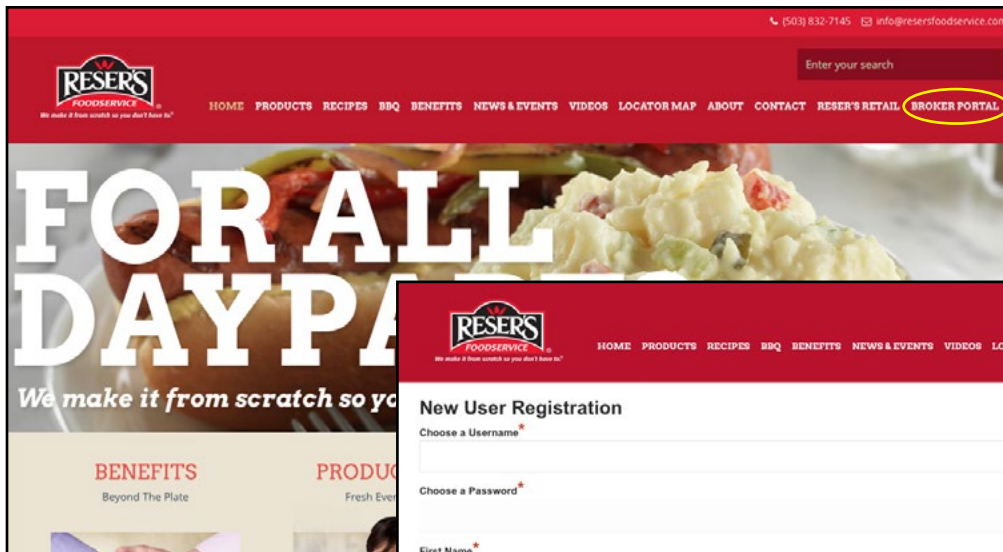 (503) 832-7145 info@resersfoodservice.com
Enter your search
RESER'S
FOODSERVICE
We make it from scratch so you don't have to.®
HOME PRODUCTS RECIPES BBQ BENEFITS NEWS & EVENTS VIDEOS LOCATOR MAP ABOUT CONTACT RESER'S RETAIL BROKER PORTAL
FOR ALL
DAYPARTS
We make it from scratch so yo
BENEFITS
Beyond The Plate
PRODUC
Fresh Ever
RESER'S
FOODSERVICE
We make it from scratch so you don't have to.®
HOME PRODUCTS RECIPES BBQ BENEFITS NEWS & EVENTS VIDEOS LO
New User Registration
Choose a Username*
Choose a Password*
First Name*